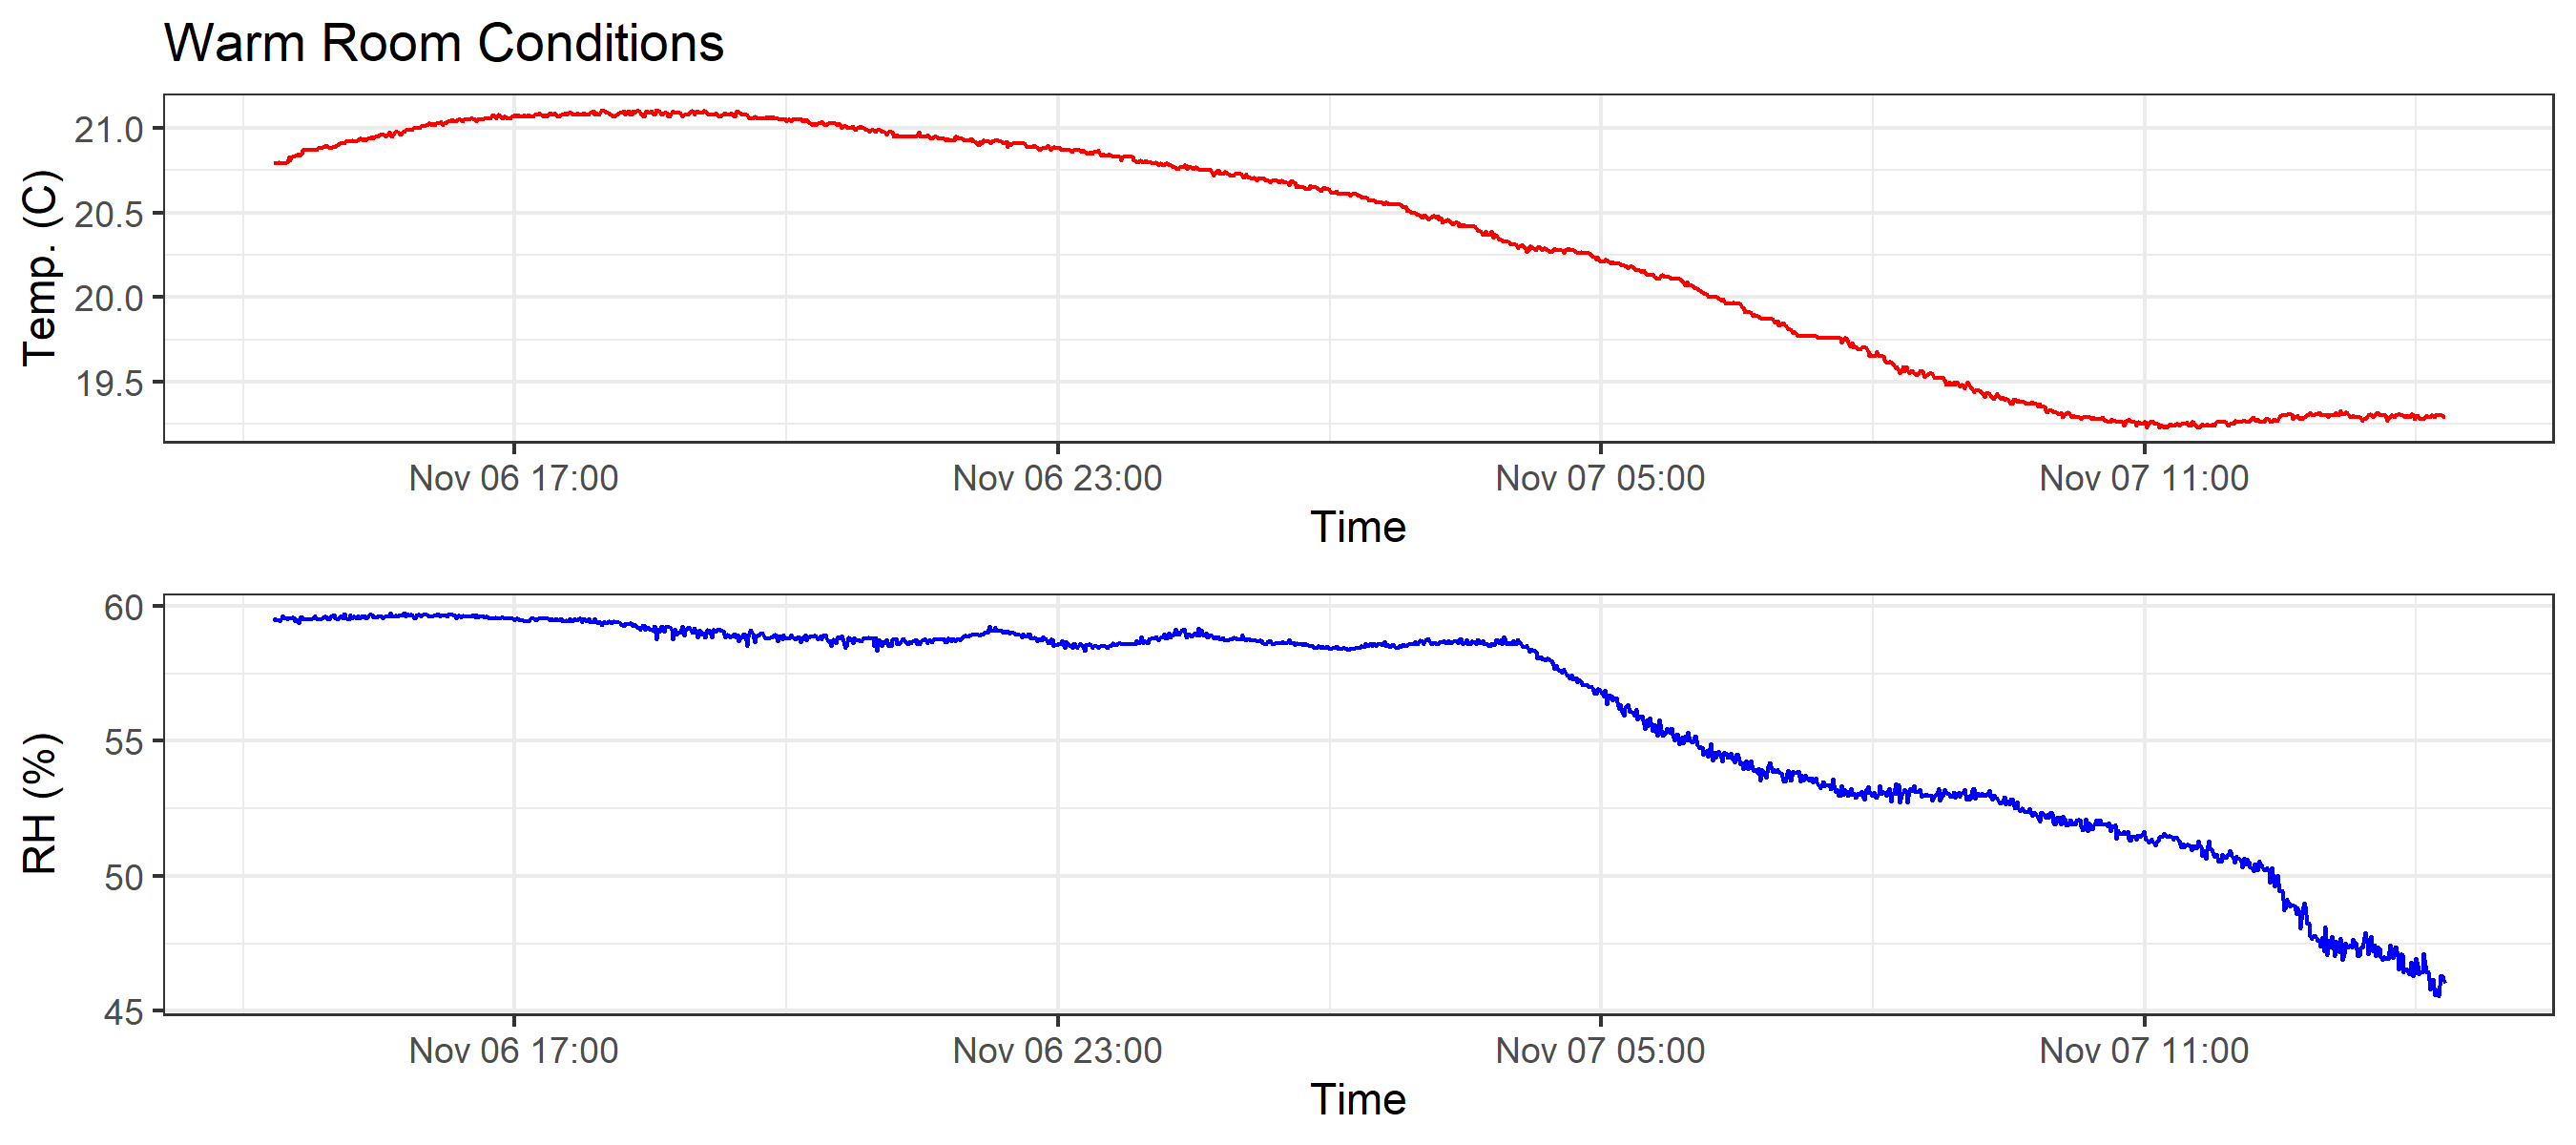 Warm Room Conditions
Temp. (C)
21.0
20.5
20.0
19.5
Nov 06 17:00 Nov 06 23:00 Nov 07 05:00 Nov 07 11:00
Time
RH (%)
60
55
50
45
Nov 06 17:00 Nov 06 23:00 Nov 07 05:00 Nov 07 11:00
Time